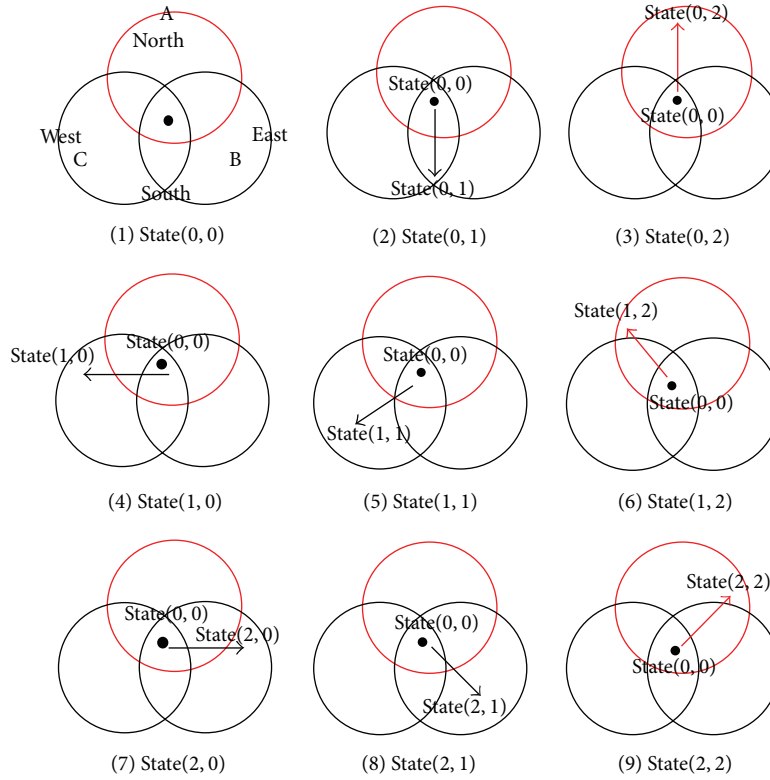 A
North
West
East
C
B
South
(1) State(0, 0)
State(0, 0)
State(0, 1)
(2) State(0, 1)
State(0, 2)
State(0, 0)
(3) State(0, 2)
State(0, 0)
State(1, 0)
(4) State(1, 0)
State(0, 0)
State(1, 1)
(5) State(1, 1)
State(1, 2)
State(0, 0)
(6) State(1, 2)
State(0, 0)
State(2, 0)
(7) State(2, 0)
State(0, 0)
State(2, 1)
(8) State(2, 1)
State(2, 2)
State(0, 0)
(9) State(2, 2)